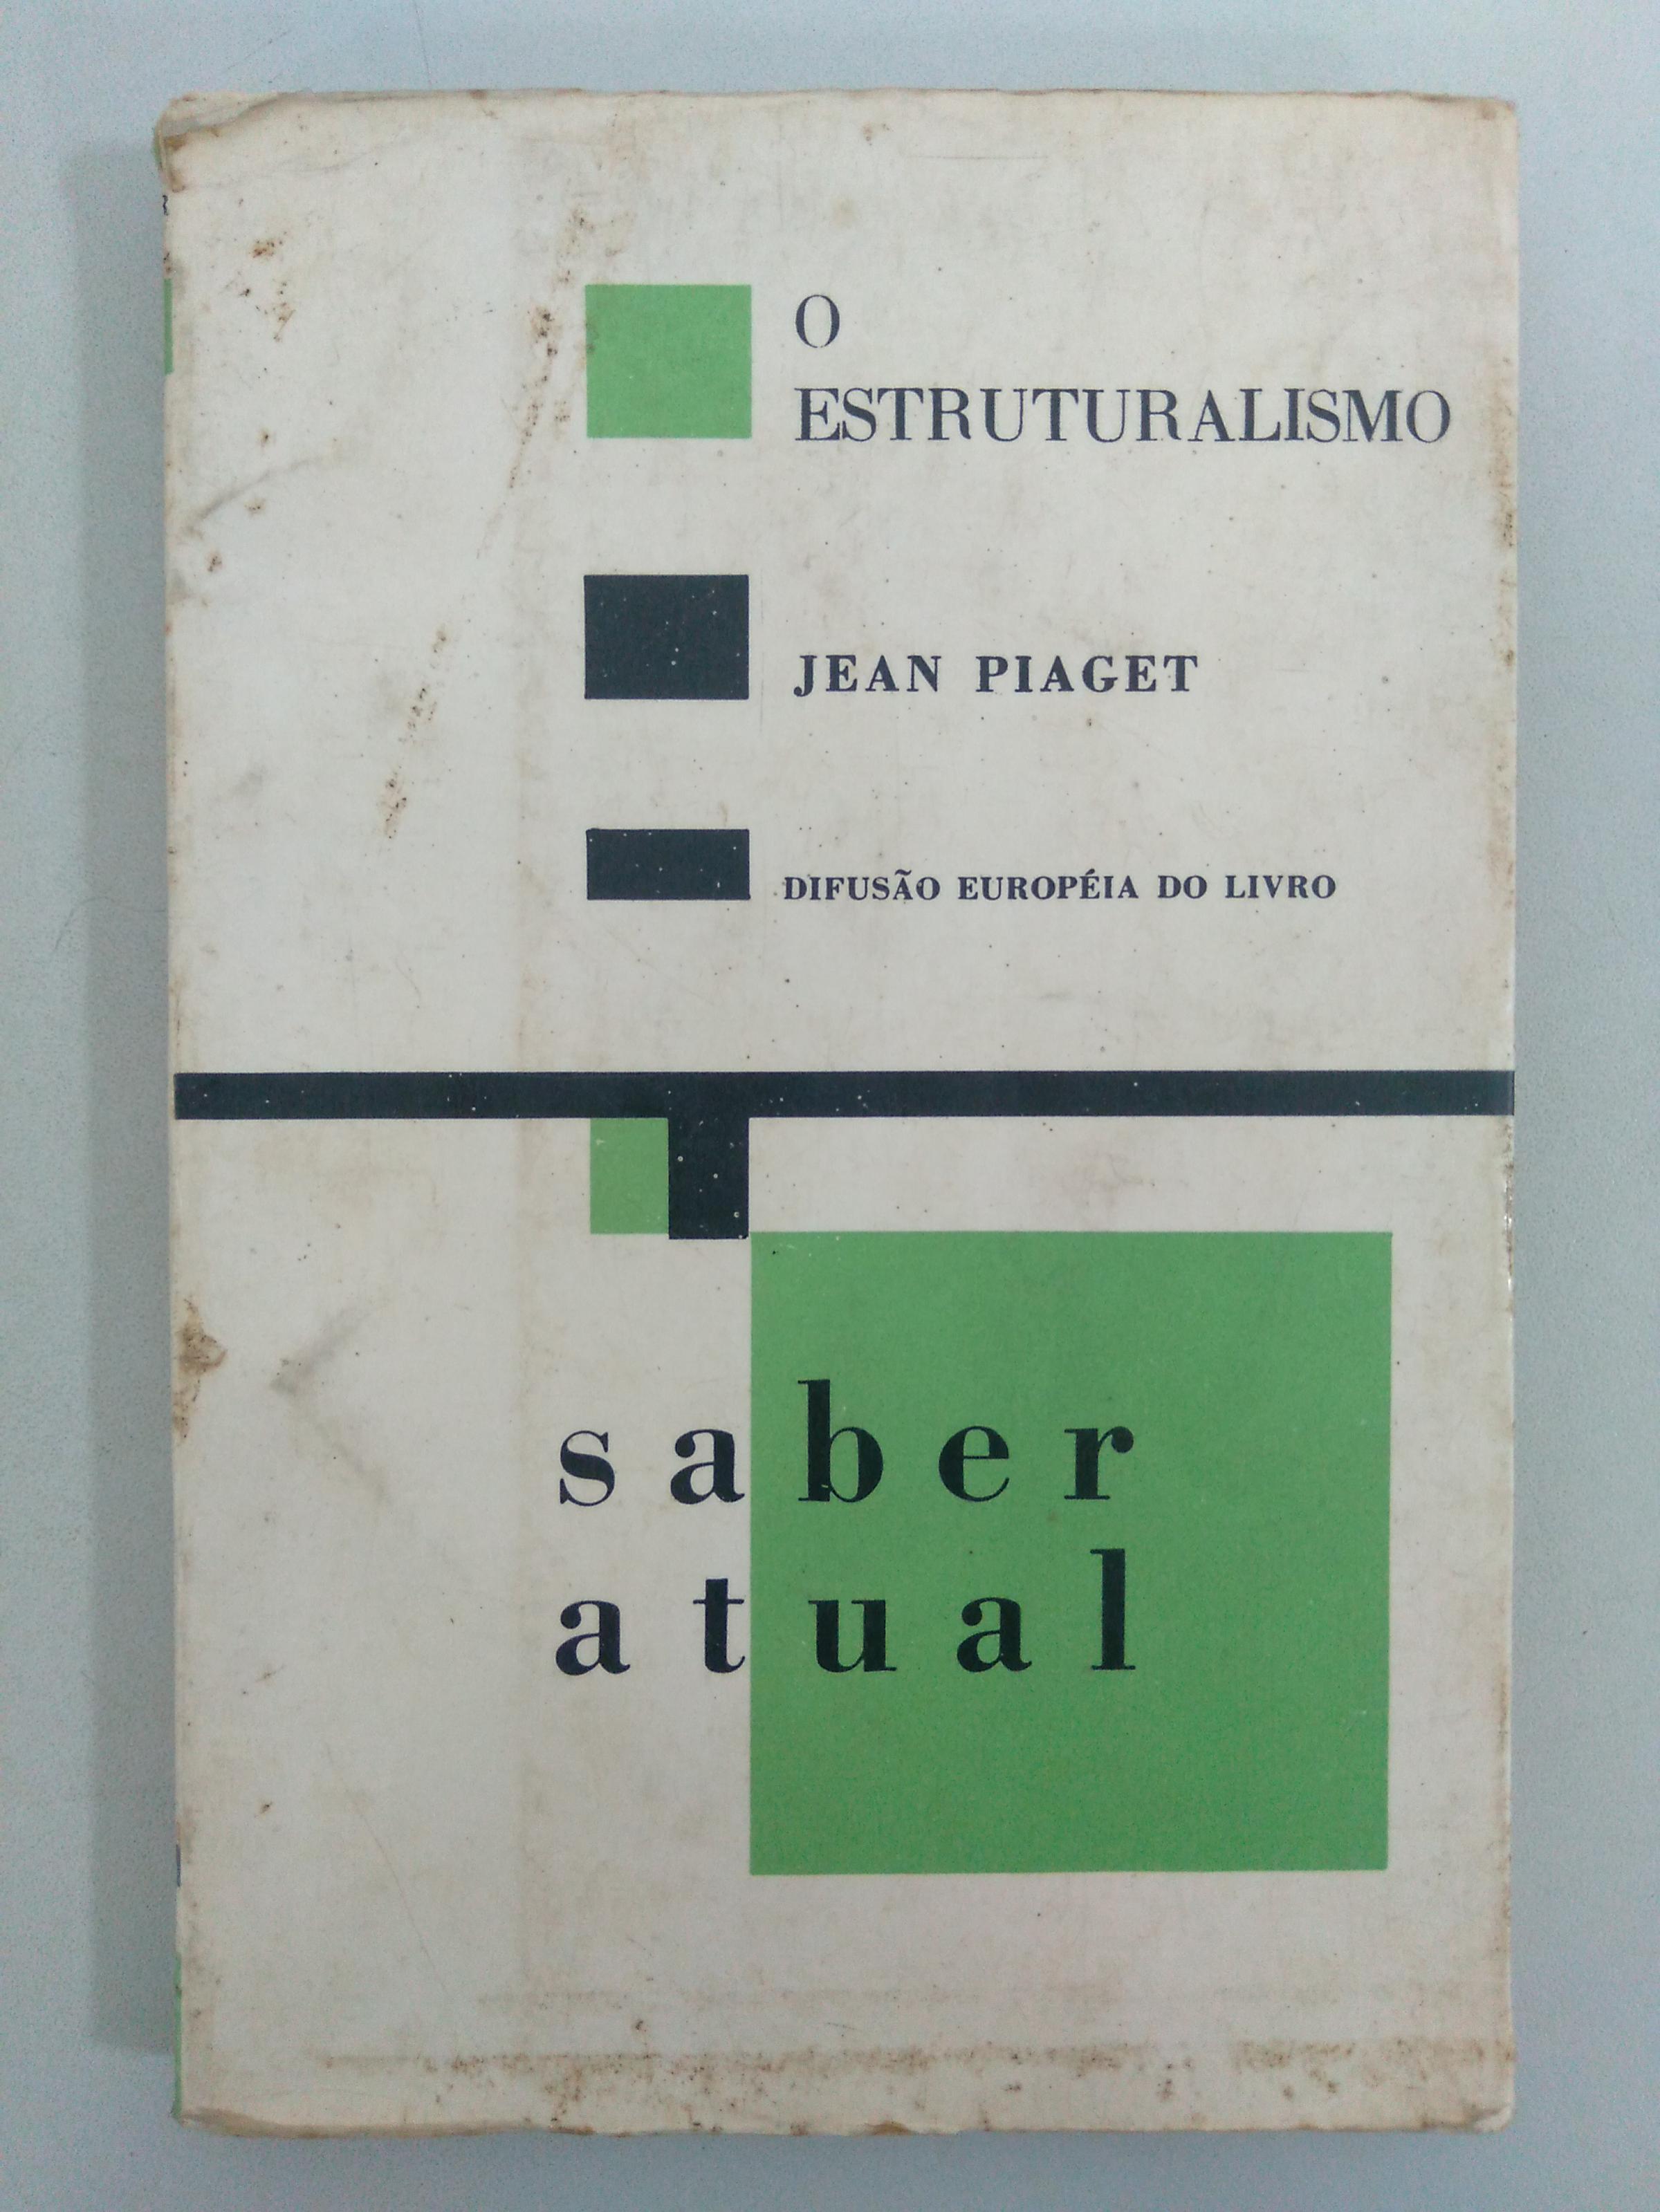 O
ESTRUTURALISMO
JEAN PIAGET
DIFUSÃO EUROPÉIA DO LIVRO
saber
atual